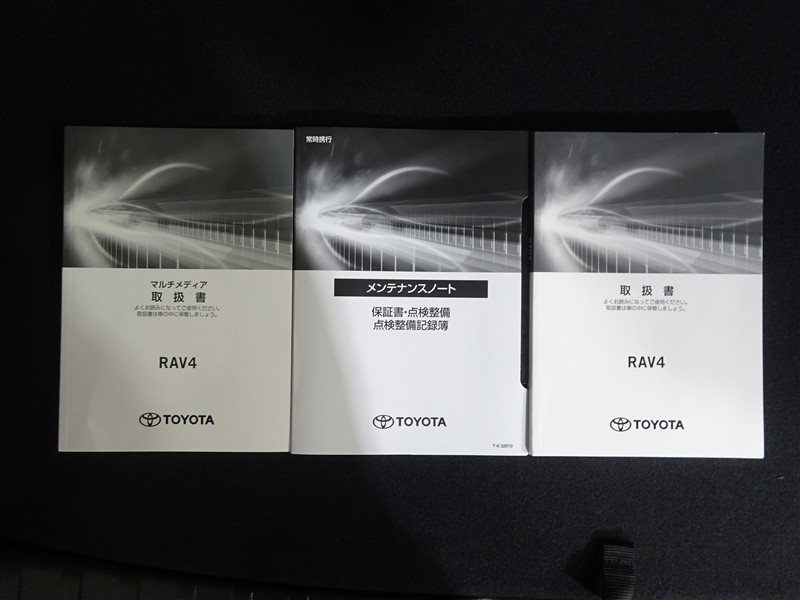 マルチメディア
取扱書
よくお読みになってご使用ください。
取扱書は車の中に保管しましょう。
RAV4
TOYOTA
常時携行
メンテナンスノート
保証書・点検整備
点検整備記録簿
TOYOTA
取扱書
よくお読みになってご使用ください。
取扱書は車の中に保管しましょう。
RAV4
TOYOTA